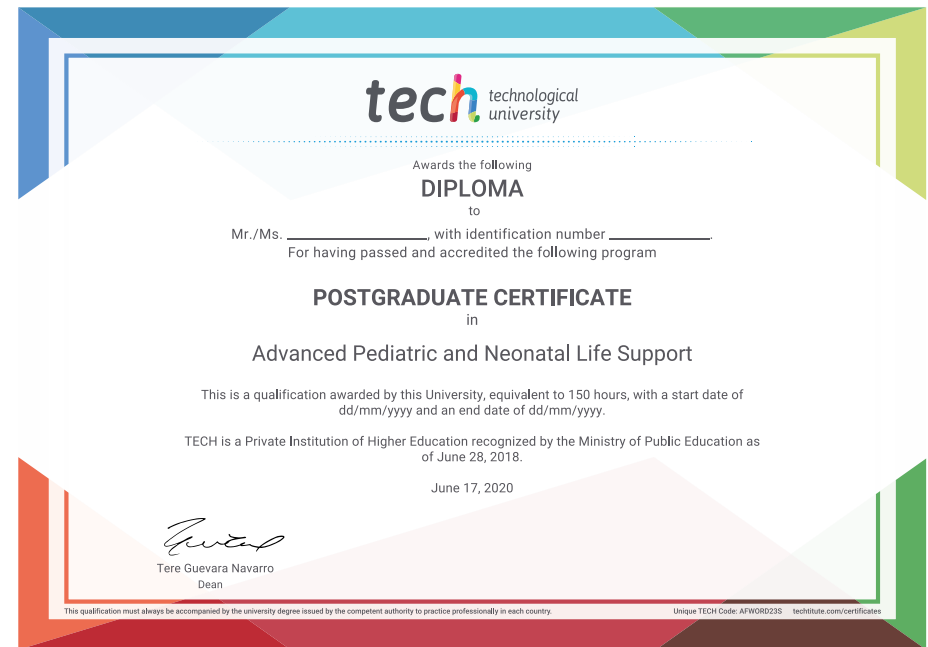 tech technological
university
Awards the following
DIPLOMA
to
Mr./Ms. ____________________, with identification number ______________.
For having passed and accredited the following program
POSTGRADUATE CERTIFICATE
in
Advanced Pediatric and Neonatal Life Support
This is a qualification awarded by this University, equivalent to 150 hours, with a start date of
dd/mm/yyyy and an end date of dd/mm/yyyy.
TECH is a Private Institution of Higher Education recognized by the Ministry of Public Education as
of June 28, 2018.
June 17, 2020
Tere Guevara Navarro
Dean
This qualification must always be accompanied by the university degree issued by the competent authority to practice professionally in each country. Unique TECH Code: AFWORD23S techtitute.com/certificates